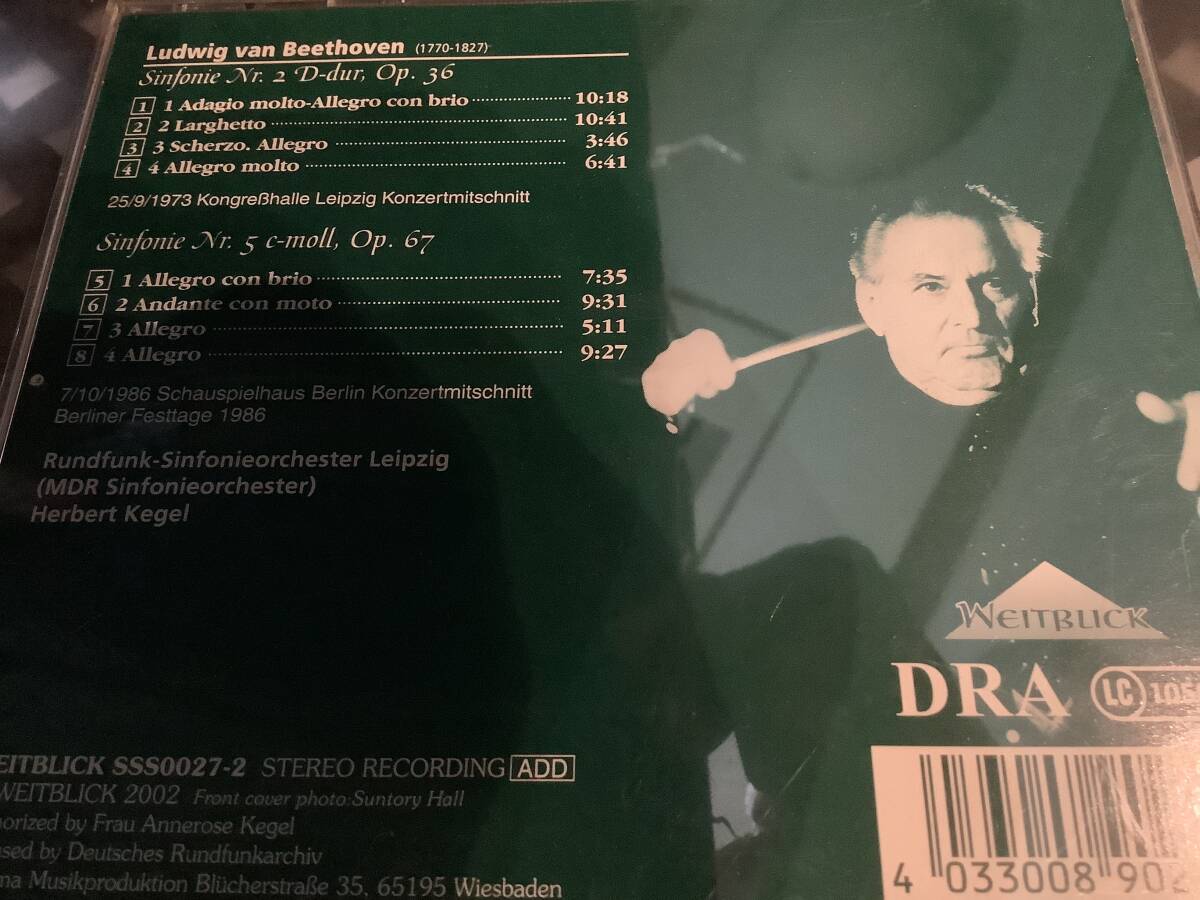 Ludwig van Beethoven (1770-1827)
Sinfonie Nr. 2 D-dur, Op. 36
1 1 Adagio molto-Allegro con brio 10:18
2 2 Larghetto 10:41
3 3 Scherzo. Allegro 3:46
4 4 Allegro molto 6:41
25/9/1973 Kongreßhalle Leipzig Konzertmitschnitt
Sinfonie Nr. 5 c-moll, Op. 67
5 1 Allegro con brio 7:35
6 2 Andante con moto 9:31
7 3 Allegro 5:11
8 4 Allegro 9:27
7/10/1986 Schauspielhaus Berlin Konzertmitschnitt
Berliner Festtage 1986
Rundfunk-Sinfonieorchester Leipzig
(MDR Sinfonieorchester)
Herbert Kegel
WEITBLICK
DRA LC
EITBLICK SSS0027-2 STEREO RECORDING ADD
WEITBLICK 2002 Front cover photo:Suntory Hall
orized by Frau Annerose Kegel
sed by Deutsches Rundfunkarchiv
na Musikproduktion Blücherstraße 35, 65195 Wiesbaden
4 033008 902